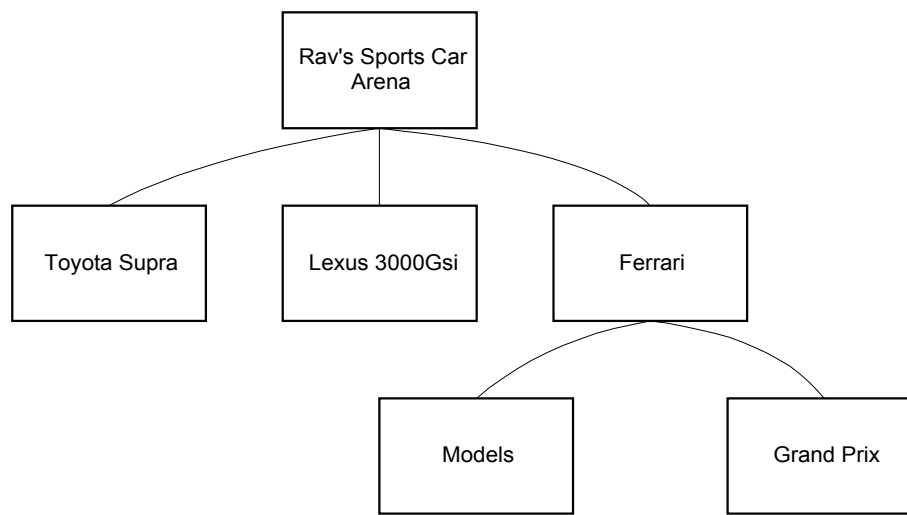 Rav's Sports Car
Arena
Toyota Supra
Lexus 3000Gsi
Ferrari
Models
Grand Prix